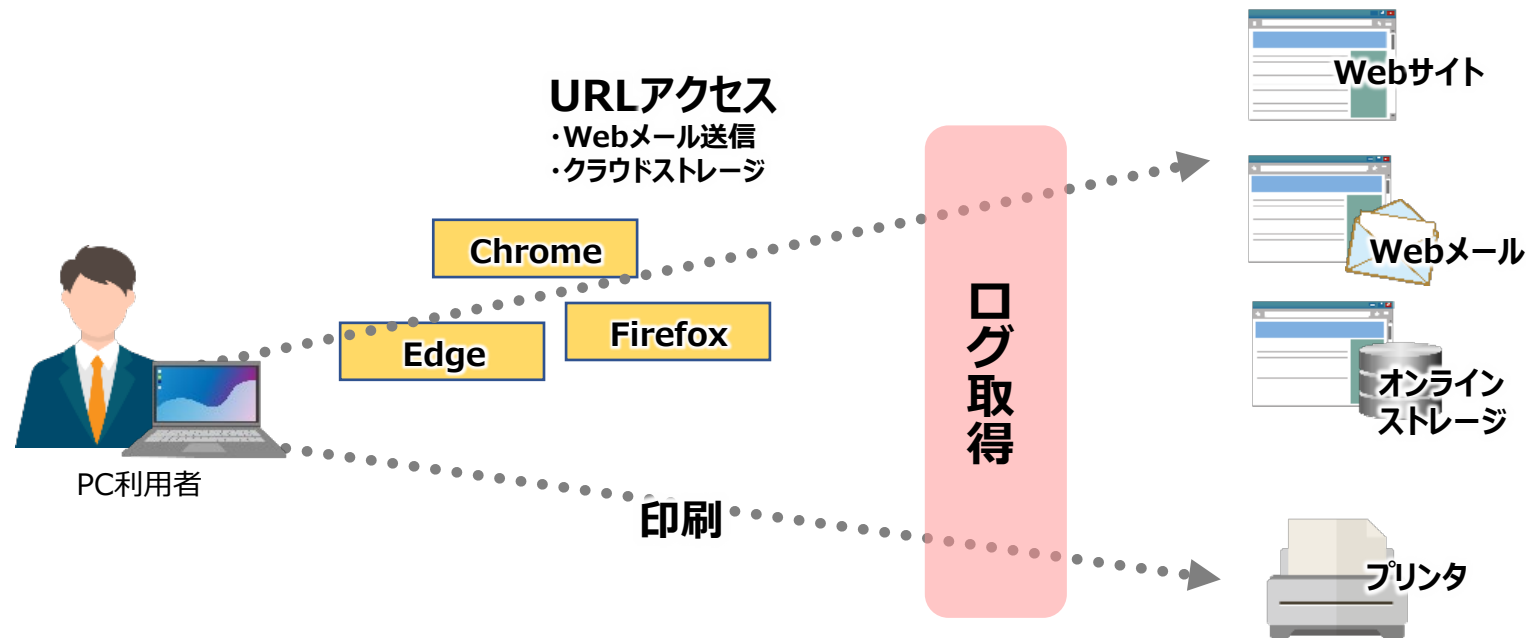 URLアクセス
・Webメール送信
・クラウドストレージ
Chrome
Edge
Firefox
PC利用者
印刷
ログ取得
Webサイト
Webメール
オンライン
ストレージ
プリンタ